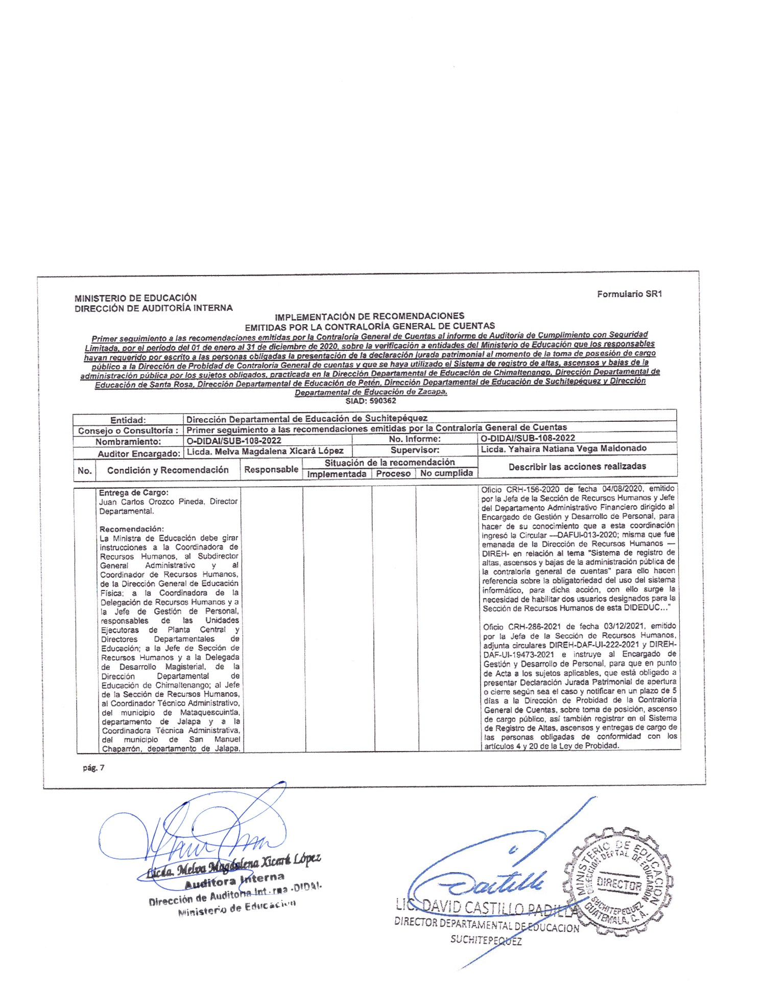 MINISTERIO DE EDUCACIÓN
DIRECCIÓN DE AUDITORÍA INTERNA
Formulario SR1
IMPLEMENTACIÓN DE RECOMENDACIONES
EMITIDAS POR LA CONTRALORÍA GENERAL DE CUENTAS
Primer seguimiento a las recomendaciones emitidas por la Contraloría General de Cuentas al informe de Auditoría de Cumplimiento con Seguridad
Limitada, por el período del 01 de enero al 31 de diciembre de 2020, sobre la verificación a entidades del Ministerio de Educación que los responsables
hayan requerido por escrito a las personas obligadas la presentación de la declaración jurada patrimonial al momento de la toma de posesión de cargo
público a la Dirección de Probidad de Contraloría General de cuentas y que se haya utilizado el Sistema de registro de altas, ascensos y bajas de la
administración pública por los sujetos obligados, practicada en la Dirección Departamental de Educación de Chimaltenango, Dirección Departamental de
Educación de Santa Rosa, Dirección Departamental de Educación de Petén, Dirección Departamental de Educación de Suchitepéquez y Dirección
Departamental de Educación de Zacapa.
SIAD: 590362
Entidad: Dirección Departamental de Educación de Suchitepéquez
Consejo o Consultoría : Primer seguimiento a las recomendaciones emitidas por la Contraloría General de Cuentas
Nombramiento: O-DIDAI/SUB-108-2022 No. Informe: O-DIDAI/SUB-108-2022
Auditor Encargado: Licda. Melva Magdalena Xicará López Supervisor: Licda. Yahaira Natiana Vega Maldonado
No. Condición y Recomendación Responsable Situación de la recomendación Describir las acciones realizadas
Implementada Proceso No cumplida
Entrega de Cargo:
Juan Carlos Orozco Pineda, Director
Departamental.
Recomendación:
La Ministra de Educación debe girar
instrucciones a la Coordinadora de
Recursos Humanos, al Subdirector
General Administrativo y al
Coordinador de Recursos Humanos,
de la Dirección General de Educación
Física; a la Coordinadora de la
Delegación de Recursos Humanos y a
la Jefe de Gestión de Personal,
responsables de las Unidades
Ejecutoras de Planta Central y
Directores Departamentales de
Educación; a la Jefe de Sección de
Recursos Humanos y a la Delegada
de Desarrollo Magisterial, de la
Dirección Departamental de
Educación de Chimaltenango; al Jefe
de la Sección de Recursos Humanos,
al Coordinador Técnico Administrativo,
del municipio de Mataquescuintla,
departamento de Jalapa y a la
Coordinadora Técnica Administrativa,
del municipio de San Manuel
Chaparrón, departamento de Jalapa,
Oficio CRH-156-2020 de fecha 04/08/2020, emitido
por la Jefa de la Sección de Recursos Humanos y Jefe
del Departamento Administrativo Financiero dirigido al
Encargado de Gestión y Desarrollo de Personal, para
hacer de su conocimiento que a esta coordinación
ingresó la Circular —DAFUI-013-2020; misma que fue
emanada de la Dirección de Recursos Humanos —
DIREH- en relación al tema "Sistema de registro de
altas, ascensos y bajas de la administración pública de
la contraloría general de cuentas" para ello hacen
referencia sobre la obligatoriedad del uso del sistema
informático, para dicha acción, con ello surge la
necesidad de habilitar dos usuarios designados para la
Sección de Recursos Humanos de esta DIDEDUC..."
Oficio CRH-286-2021 de fecha 03/12/2021, emitido
por la Jefa de la Sección de Recursos Humanos,
adjunta circulares DIREH-DAF-UI-222-2021 y DIREH-
DAF-UI-19473-2021 e instruye al Encargado de
Gestión y Desarrollo de Personal, para que en punto
de Acta a los sujetos aplicables, que está obligado a
presentar Declaración Jurada Patrimonial de apertura
o cierre según sea el caso y notificar en un plazo de 5
días a la Dirección de Probidad de la Contraloría
General de Cuentas, sobre toma de posición, ascenso
de cargo público, así también registrar en el Sistema
de Registro de Altas, ascensos y entregas de cargo de
las personas obligadas de conformidad con los
artículos 4 y 20 de la Ley de Probidad.
pág. 7
Licda. Melva Magdalena Xicará López
Auditora Interna
Dirección de Auditoría Interna -DIDAI-
Ministerio de Educación
LIC. DAVID CASTILLO PADILLA
DIRECTOR DEPARTAMENTAL DE EDUCACION
SUCHITEPEQUEZ
MINISTERIO DE EDUCACION
DIRECCION DEPTAL DE EDUCACION
DIRECTOR
SUCHITEPEQUEZ
GUATEMALA, C. A.